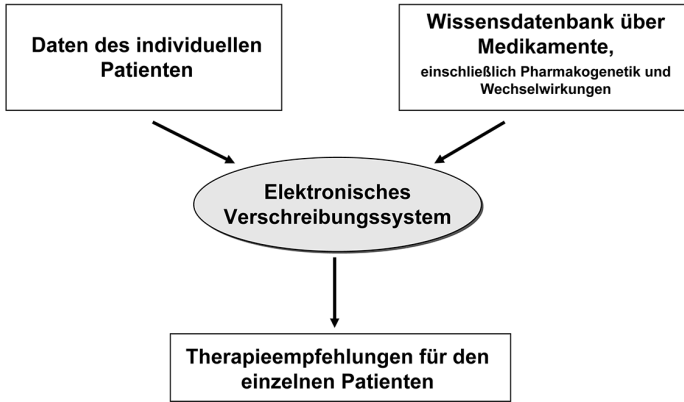 Daten des individuellen
Patienten
Wissensdatenbank über
Medikamente,
einschließlich Pharmakogenetik und
Wechselwirkungen
Elektronisches
Verschreibungssystem
Therapieempfehlungen für den
einzelnen Patienten